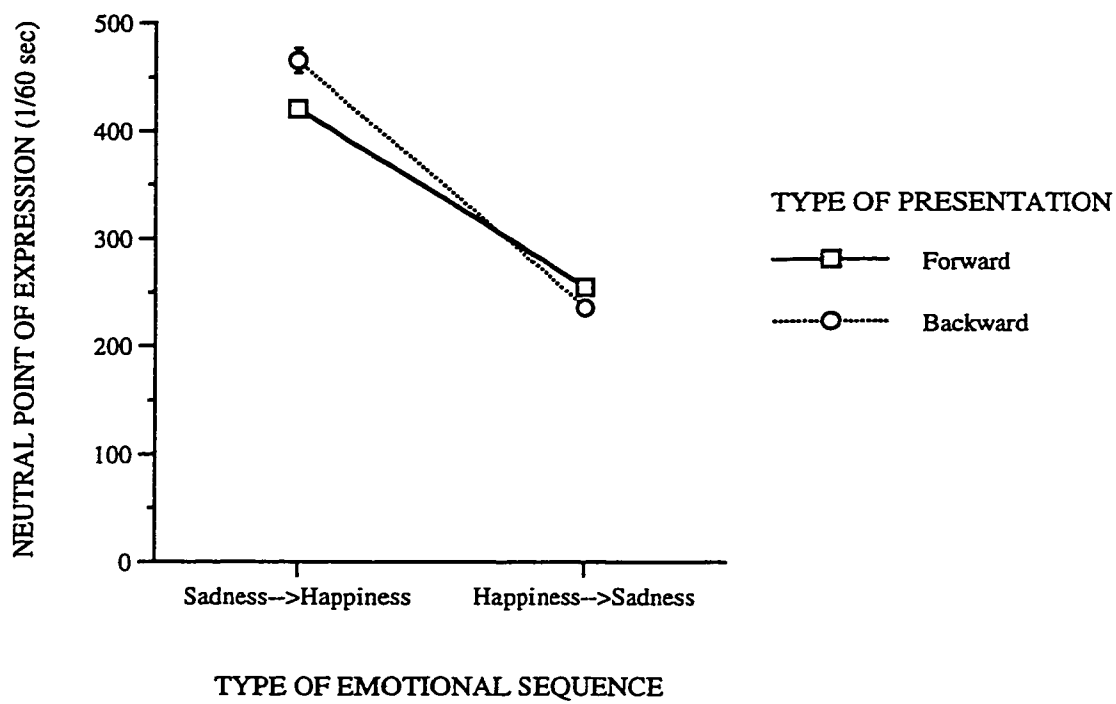 NEUTRAL POINT OF EXPRESSION (1/60 sec)
500
400
300
200
100
0
Sadness-->Happiness
Happiness-->Sadness
TYPE OF EMOTIONAL SEQUENCE
TYPE OF PRESENTATION
Forward
Backward